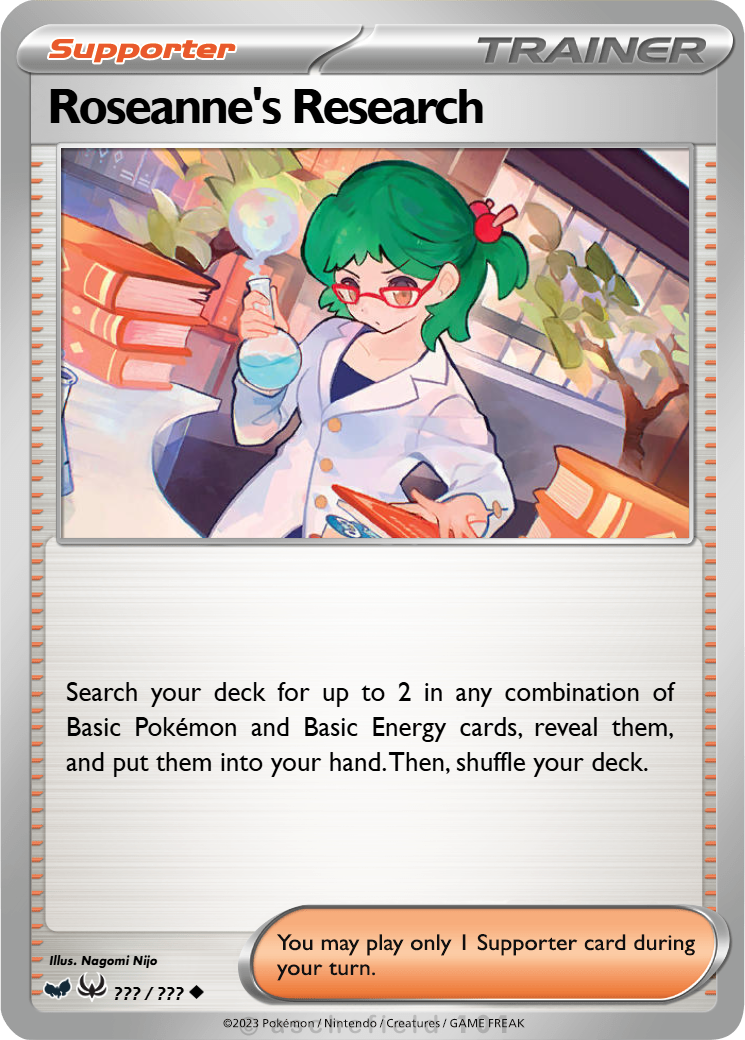 Supporter
TRAINER
Roseanne's Research
Search your deck for up to 2 in any combination of
Basic Pokémon and Basic Energy cards, reveal them,
and put them into your hand. Then, shuffle your deck.
You may play only 1 Supporter card during
your turn.
Illus. Nagomi Nijo
??? / ???
©2023 Pokémon / Nintendo / Creatures / GAME FREAK